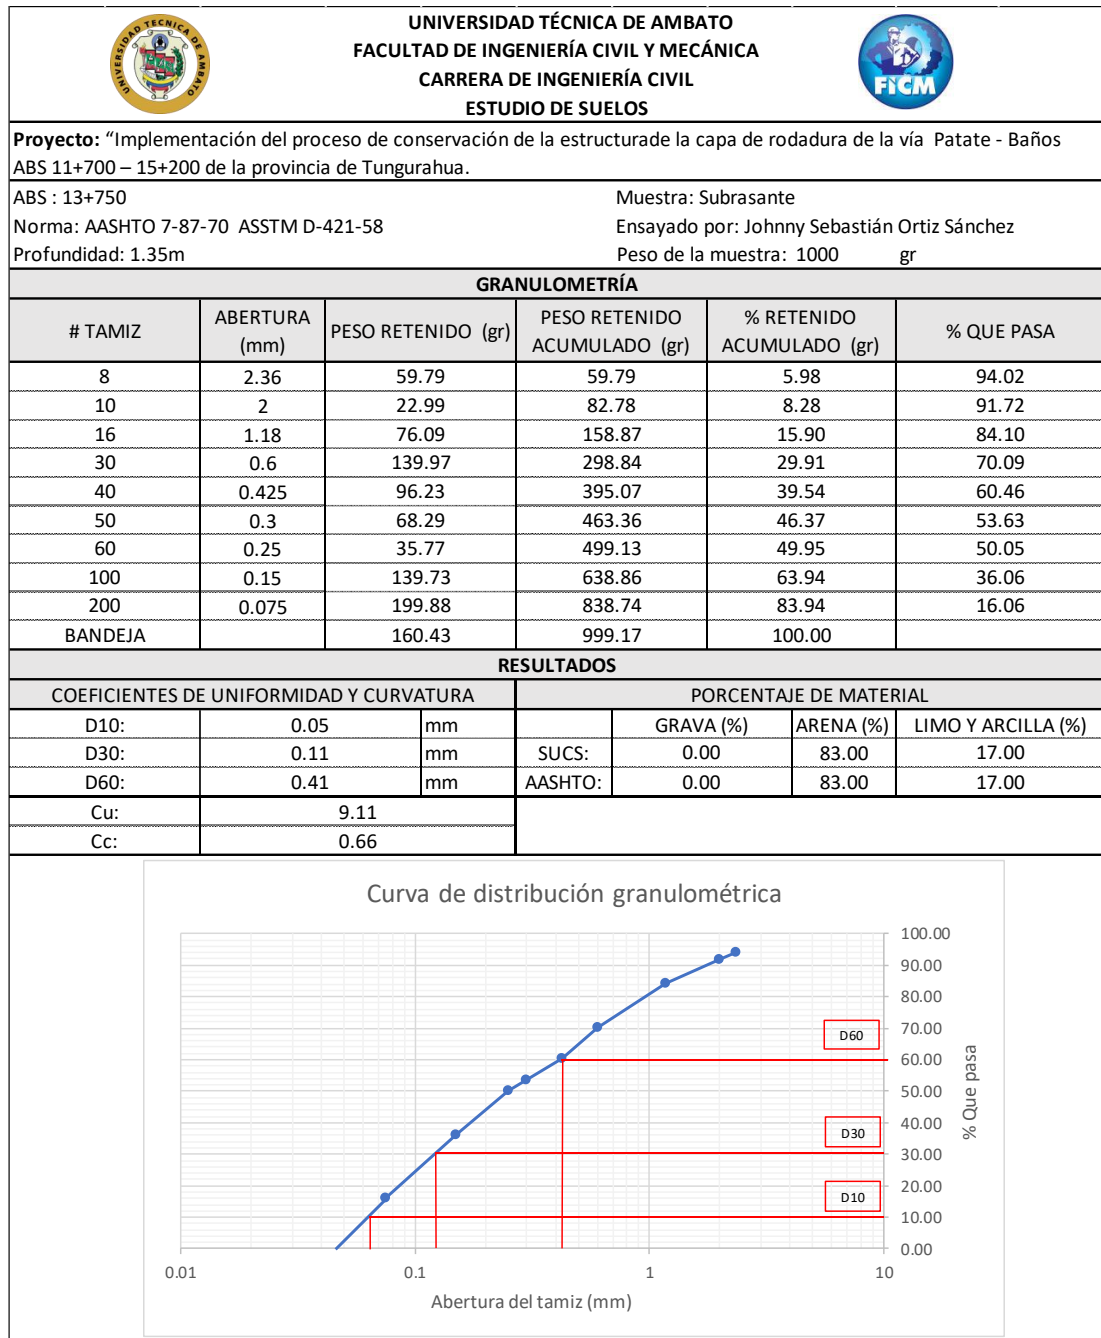 UNIVERSIDAD TÉCNICA DE AMBATO
FACULTAD DE INGENIERÍA CIVIL Y MECÁNICA
CARRERA DE INGENIERÍA CIVIL
ESTUDIO DE SUELOS
UNIVERSIDAD TECNICA DE AMBATO
FICM
Proyecto: “Implementación del proceso de conservación de la estructurade la capa de rodadura de la vía Patate - Baños
ABS 11+700 – 15+200 de la provincia de Tungurahua.
ABS : 13+750 Muestra: Subrasante
Norma: AASHTO 7-87-70 ASSTM D-421-58 Ensayado por: Johnny Sebastián Ortiz Sánchez
Profundidad: 1.35m Peso de la muestra: 1000 gr
GRANULOMETRÍA
# TAMIZ ABERTURA (mm) PESO RETENIDO (gr) PESO RETENIDO ACUMULADO (gr) % RETENIDO ACUMULADO (gr) % QUE PASA
8 2.36 59.79 59.79 5.98 94.02
10 2 22.99 82.78 8.28 91.72
16 1.18 76.09 158.87 15.90 84.10
30 0.6 139.97 298.84 29.91 70.09
40 0.425 96.23 395.07 39.54 60.46
50 0.3 68.29 463.36 46.37 53.63
60 0.25 35.77 499.13 49.95 50.05
100 0.15 139.73 638.86 63.94 36.06
200 0.075 199.88 838.74 83.94 16.06
BANDEJA 160.43 999.17 100.00
RESULTADOS
COEFICIENTES DE UNIFORMIDAD Y CURVATURA PORCENTAJE DE MATERIAL
D10: 0.05 mm GRAVA (%) ARENA (%) LIMO Y ARCILLA (%)
D30: 0.11 mm SUCS: 0.00 83.00 17.00
D60: 0.41 mm AASHTO: 0.00 83.00 17.00
Cu: 9.11
Cc: 0.66
Curva de distribución granulométrica
100.00
90.00
80.00
70.00
D60
60.00
50.00
40.00
D30
30.00
20.00
D10
10.00
0.00
% Que pasa
0.01 0.1 1 10
Abertura del tamiz (mm)